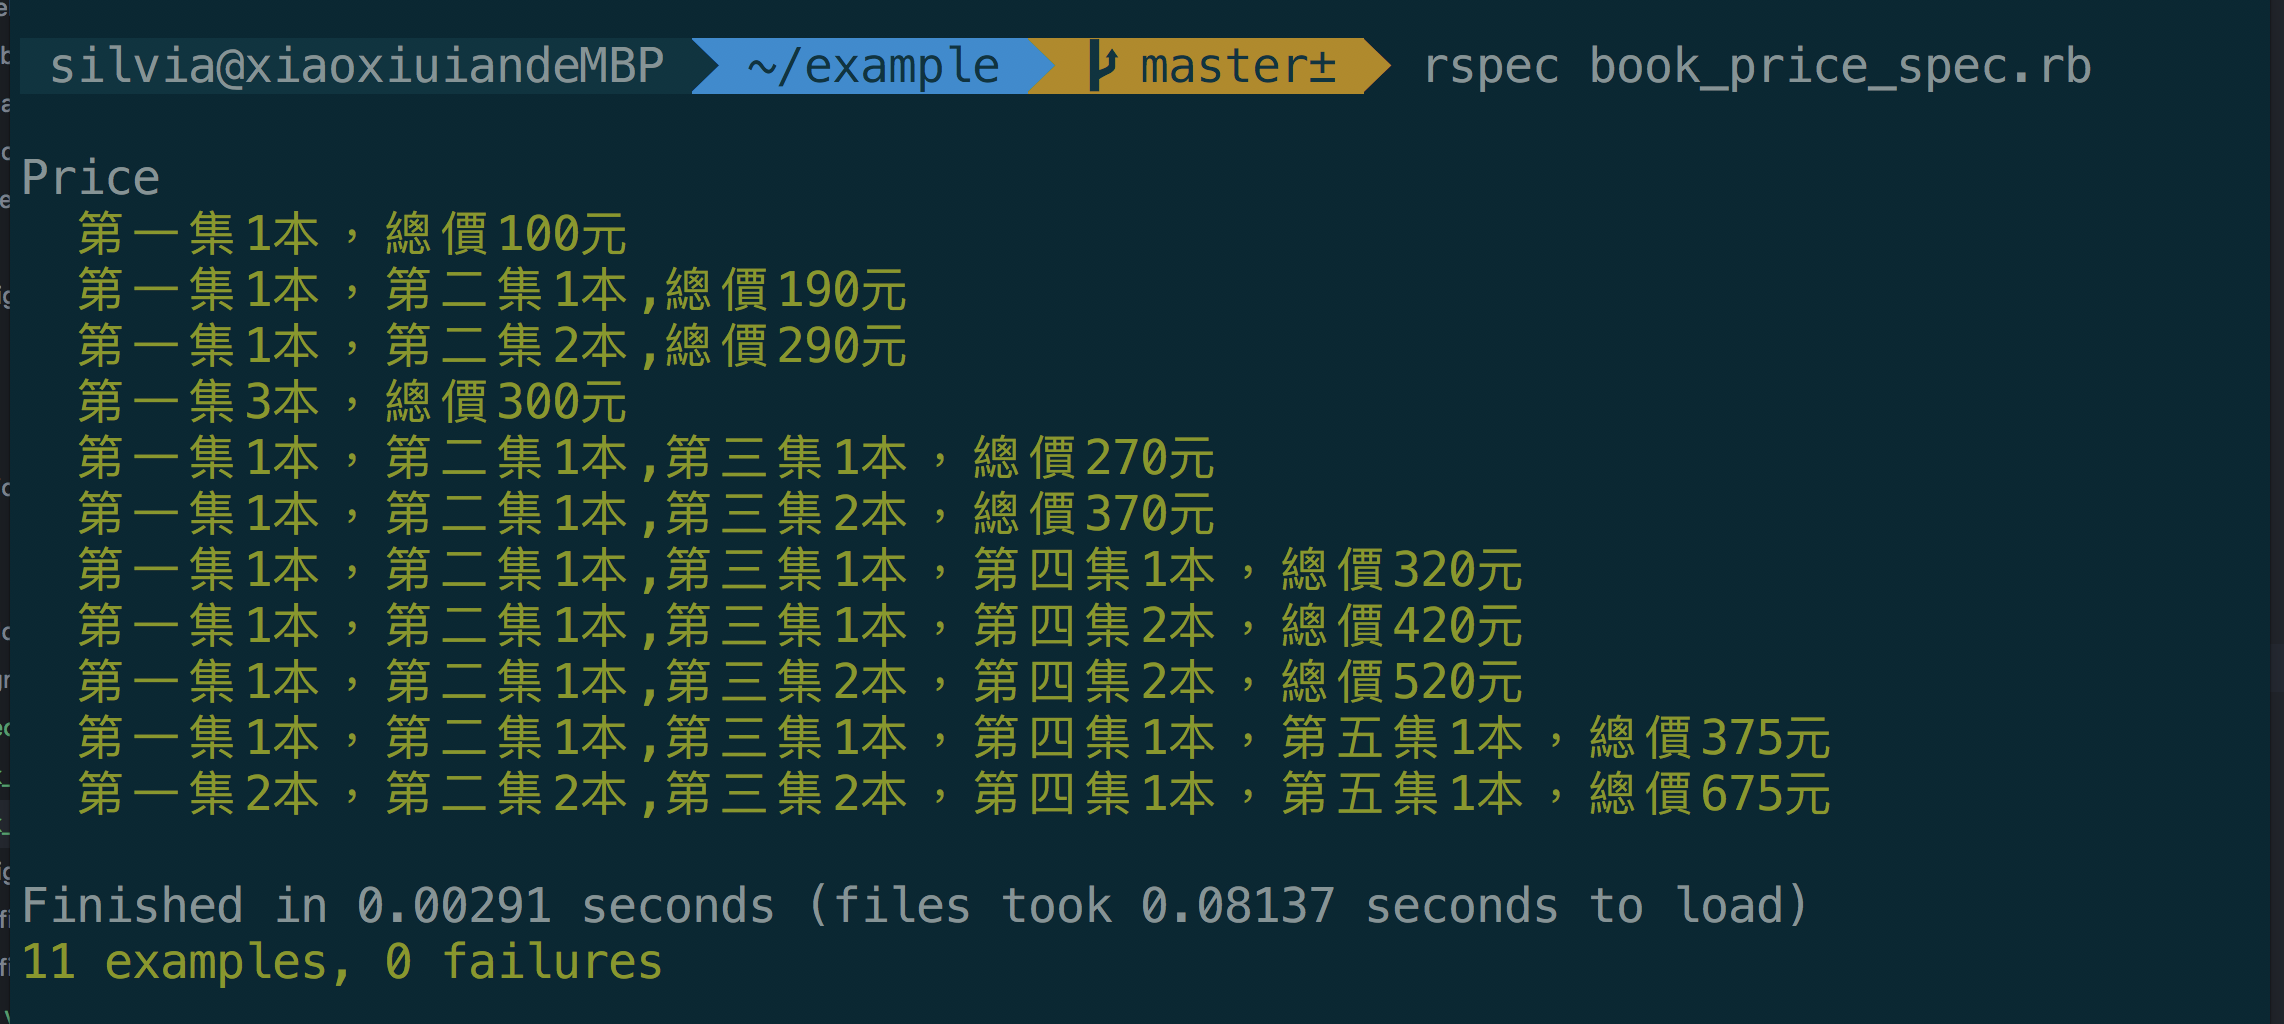 silvia@xiaoxiuiandeMBP ~/example master± rspec book_price_spec.rb
Price
第一集1本，總價100元
第一集1本，第二集1本,總價190元
第一集1本，第二集2本,總價290元
第一集3本，總價300元
第一集1本，第二集1本,第三集1本，總價270元
第一集1本，第二集1本,第三集2本，總價370元
第一集1本，第二集1本,第三集1本，第四集1本，總價320元
第一集1本，第二集1本,第三集1本，第四集2本，總價420元
第一集1本，第二集1本,第三集2本，第四集2本，總價520元
第一集1本，第二集1本,第三集1本，第四集1本，第五集1本，總價375元
第一集2本，第二集2本,第三集2本，第四集1本，第五集1本，總價675元
Finished in 0.00291 seconds (files took 0.08137 seconds to load)
11 examples, 0 failures